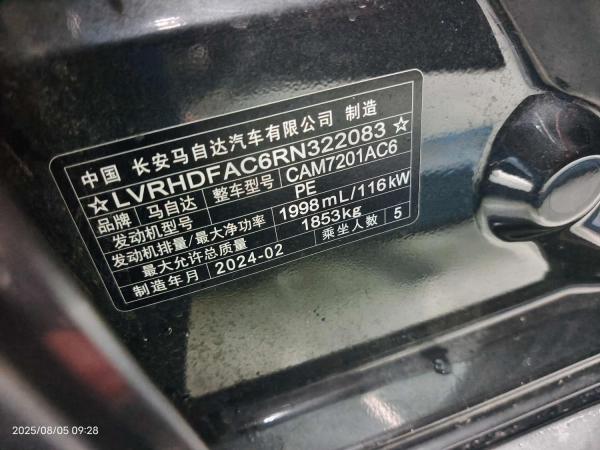 中国 长安马自达汽车有限公司 制造
☆LVRHDFAC6RN322083☆
品牌 马自达 整车型号 CAM7201AC6
发动机型号 PE
发动机排量/最大净功率 1998mL/116kW
最大允许总质量 1853kg
制造年月 2024-02 乘坐人数 5
2025/08/05 09:28